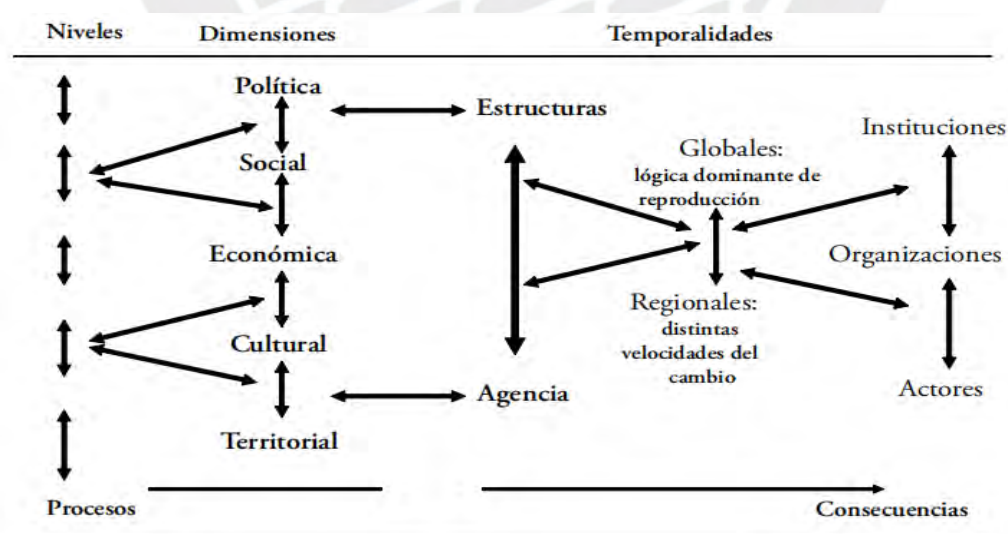 Niveles Dimensiones Temporalidades
Política
Estructuras
Instituciones
Social
Globales:
lógica dominante de
reproducción
Económica
Organizaciones
Regionales:
distintas
velocidades del
cambio
Cultural
Agencia
Actores
Territorial
Procesos
Consecuencias